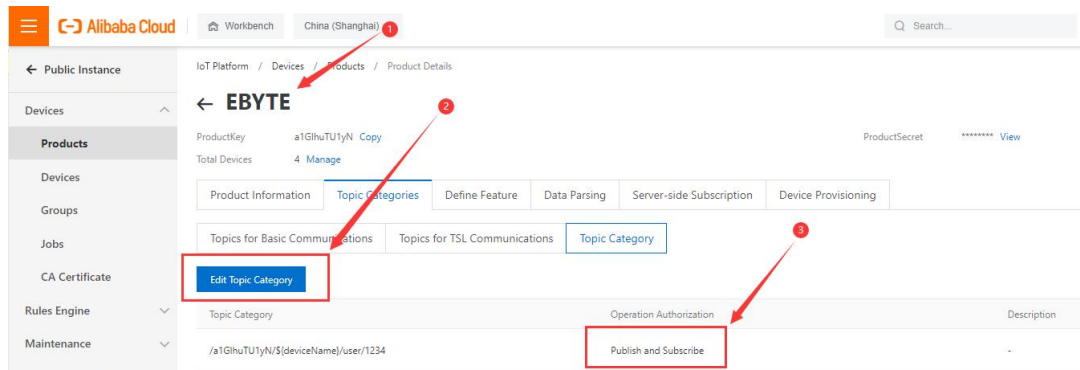 Alibaba Cloud Workbench China (Shanghai) 1 Search...
← Public Instance
IoT Platform / Devices / Products / Product Details
Devices
← EBYTE 2
Products
ProductKey a1GIhuTU1yN Copy ProductSecret ******** View
Total Devices 4 Manage
Devices
Product Information Topic Categories Define Feature Data Parsing Server-side Subscription Device Provisioning
Groups
Jobs
Topics for Basic Communications Topics for TSL Communications Topic Category 3
CA Certificate
Edit Topic Category
Rules Engine
Topic Category Operation Authorization Description
Maintenance
/a1GIhuTU1yN/${deviceName}/user/1234 Publish and Subscribe -